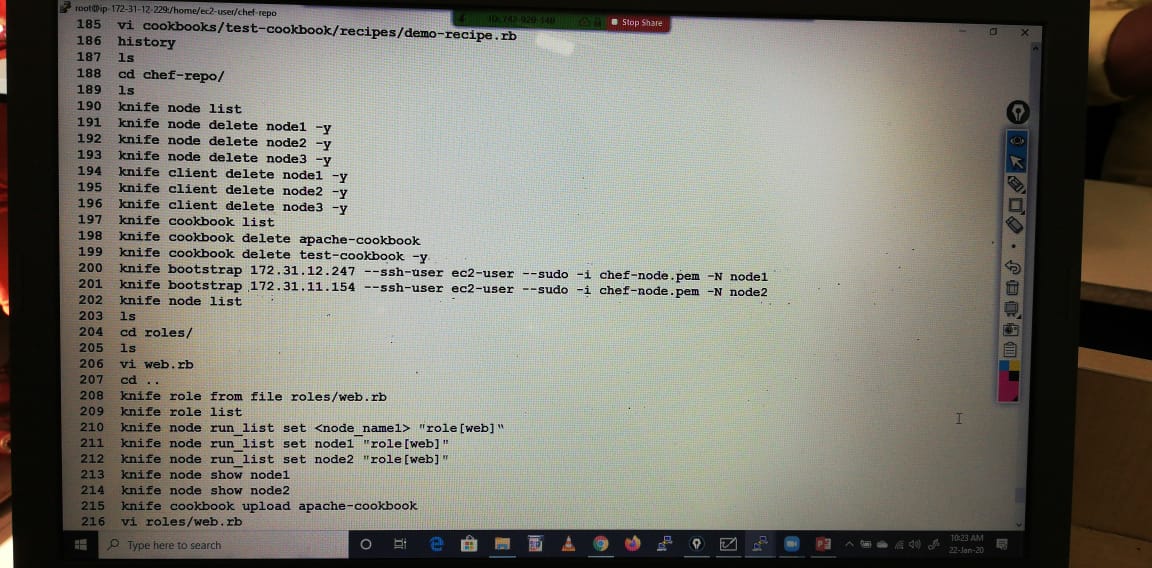 root@ip-172-31-12-229:/home/ec2-user/chef-repo
Stop Share
185 vi cookbooks/test-cookbook/recipes/demo-recipe.rb
186 history
187 ls
188 cd chef-repo/
189 ls
190 knife node list
191 knife node delete node1 -y
192 knife node delete node2 -y
193 knife node delete node3 -y
194 knife client delete node1 -y
195 knife client delete node2 -y
196 knife client delete node3 -y
197 knife cookbook list
198 knife cookbook delete apache-cookbook
199 knife cookbook delete test-cookbook -y
200 knife bootstrap 172.31.12.247 --ssh-user ec2-user --sudo -i chef-node.pem -N node1
201 knife bootstrap 172.31.11.154 --ssh-user ec2-user --sudo -i chef-node.pem -N node2
202 knife node list
203 ls
204 cd roles/
205 ls
206 vi web.rb
207 cd ..
208 knife role from file roles/web.rb
209 knife role list
210 knife node run_list set <node_name1> "role[web]"
211 knife node run_list set node1 "role[web]"
212 knife node run_list set node2 "role[web]"
213 knife node show node1
214 knife node show node2
215 knife cookbook upload apache-cookbook
216 vi roles/web.rb
Type here to search
10:23 AM
22-Jan-20